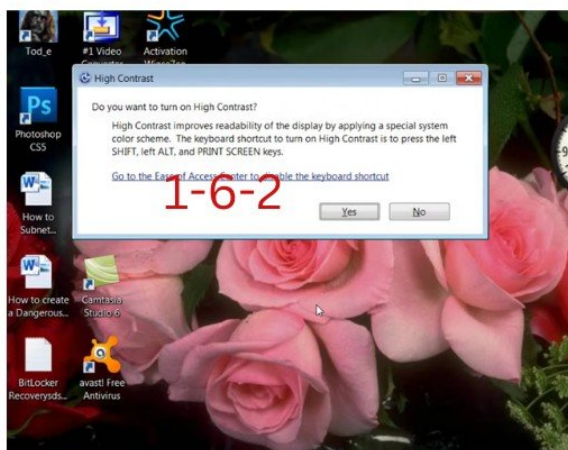 Tod_e
#1 Video
Converter
Activation
High Contrast
Do you want to turn on High Contrast?
High Contrast improves readability of the display by applying a special system
color scheme. The keyboard shortcut to turn on High Contrast is to press the left
SHIFT, left ALT, and PRINT SCREEN keys.
Go to the Ease of Access Center to disable the keyboard shortcut
1-6-2
Yes
No
Ps
Photoshop
CS5
How to
Subnet...
How to create
a Dangerous...
Camtasia
Studio 6
BitLocker
Recoverysds...
avast! Free
Antivirus
9